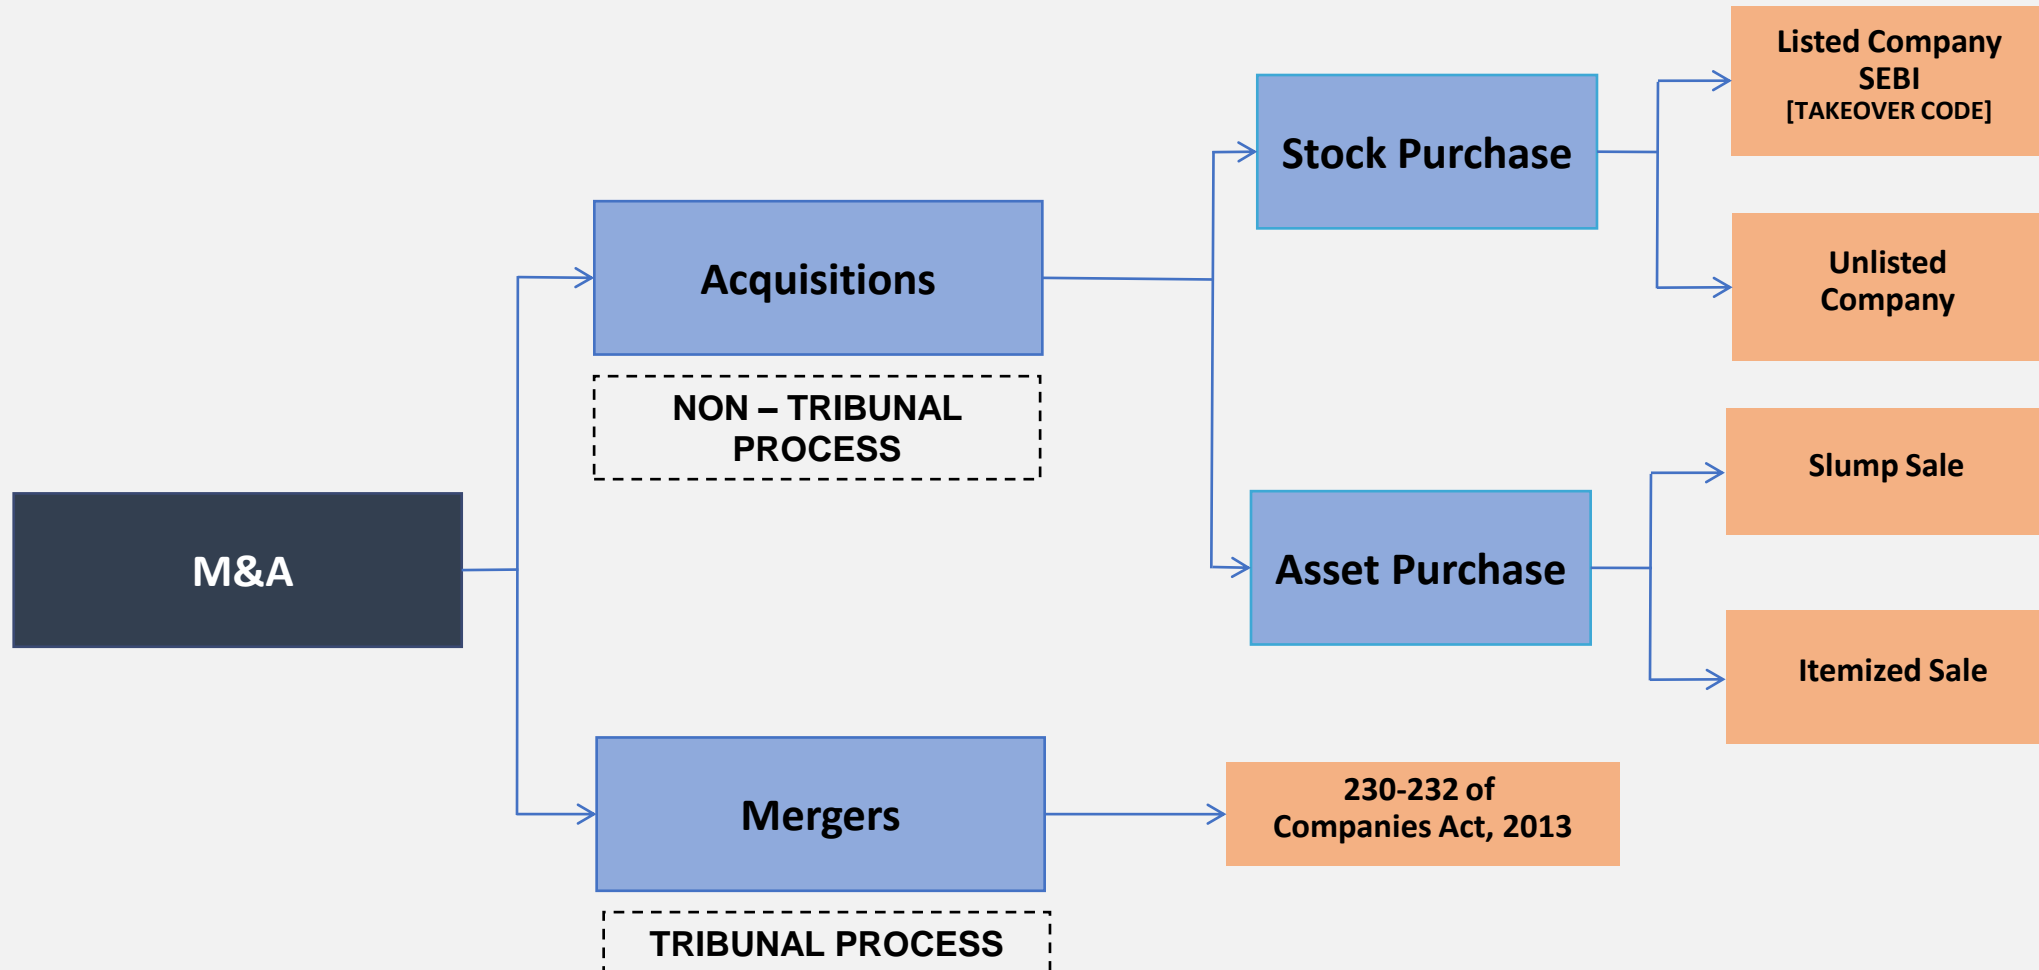 M&A
Acquisitions
NON – TRIBUNAL
PROCESS
Mergers
TRIBUNAL PROCESS
Stock Purchase
Asset Purchase
230-232 of
Companies Act, 2013
Listed Company
SEBI
[TAKEOVER CODE]
Unlisted
Company
Slump Sale
Itemized Sale